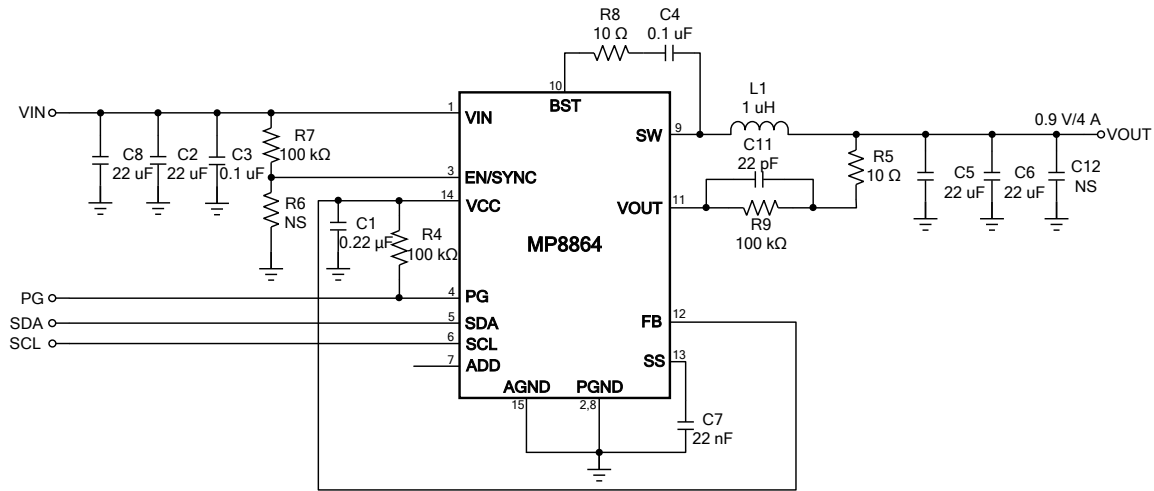 R8
10 Ω
C4
0.1 uF
10
BST
L1
1 uH
VIN
1
VIN
SW
9
0.9 V/4 A
VOUT
R7
100 kΩ
C8
22 uF
C2
22 uF
C3
0.1 uF
C11
22 pF
R5
10 Ω
C5
22 uF
C6
22 uF
C12
NS
3
EN/SYNC
14
VCC
R6
NS
VOUT
11
R9
100 kΩ
C1
0.22 µF
R4
100 kΩ
MP8864
PG
4
PG
SDA
5
SDA
SCL
6
SCL
7
ADD
FB
12
SS
13
AGND
PGND
15
2,8
C7
22 nF